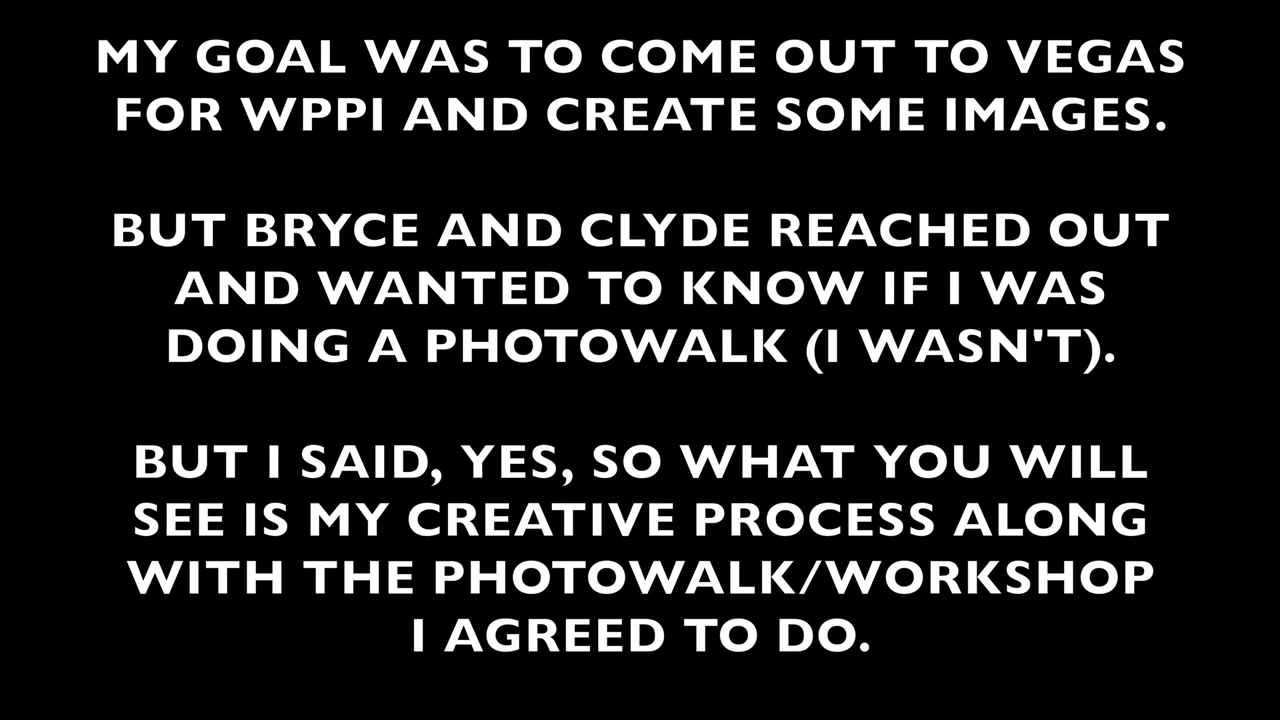 MY GOAL WAS TO COME OUT TO VEGAS
FOR WPPI AND CREATE SOME IMAGES.
BUT BRYCE AND CLYDE REACHED OUT
AND WANTED TO KNOW IF I WAS
DOING A PHOTOWALK (I WASN'T).
BUT I SAID, YES, SO WHAT YOU WILL
SEE IS MY CREATIVE PROCESS ALONG
WITH THE PHOTOWALK/WORKSHOP
I AGREED TO DO.